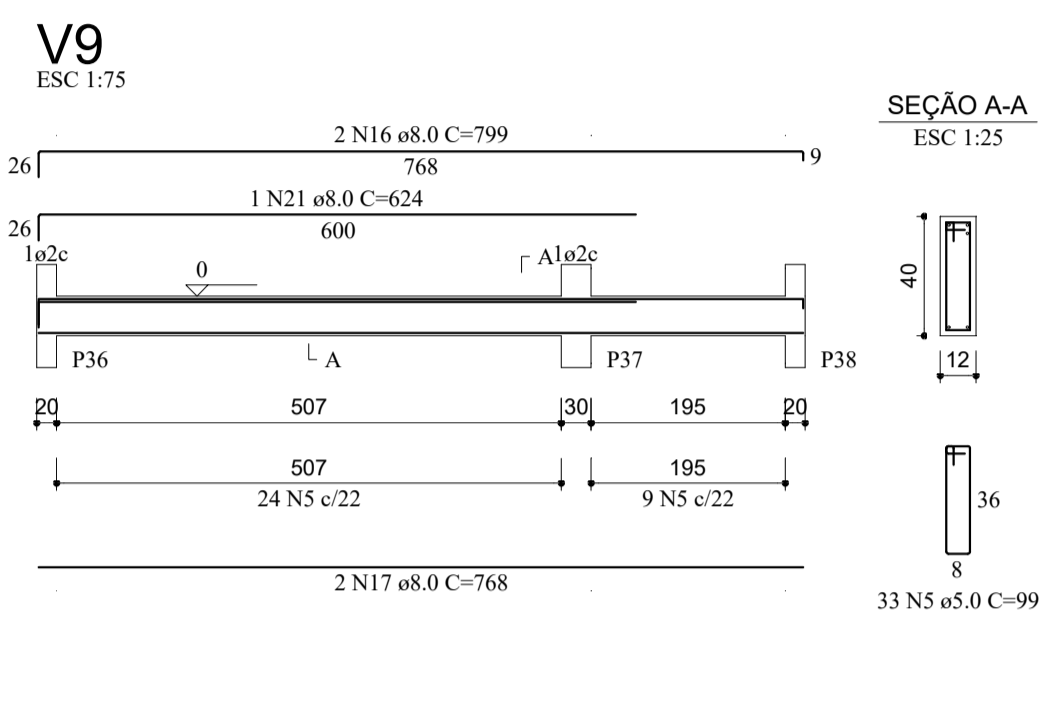 V9
ESC 1:75
SEÇÃO A-A
ESC 1:25
2 N16 ø8.0 C=799
26
768
9
1 N21 ø8.0 C=624
26
600
1ø2c
0
A
1ø2c
40
P36
A
P37
P38
12
20
507
30
195
20
507
195
24 N5 c/22
9 N5 c/22
36
8
2 N17 ø8.0 C=768
33 N5 ø5.0 C=99